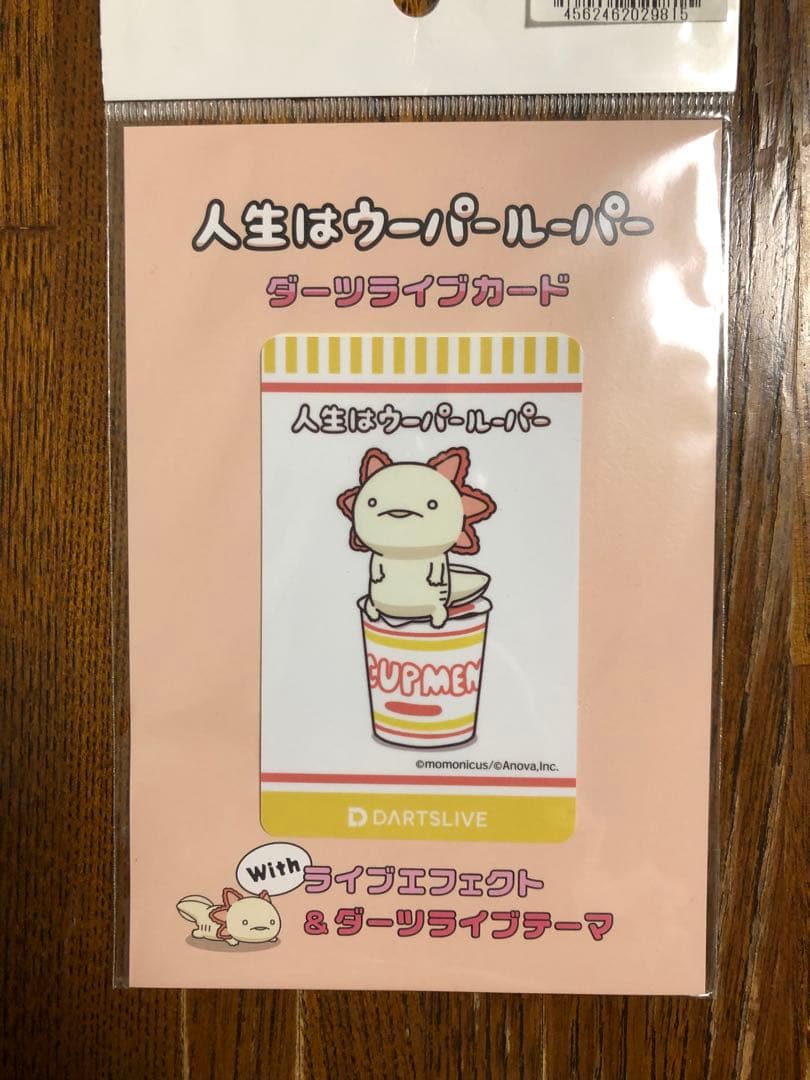 4562462029815
人生はウーパールーパー
ダーツライブカード
人生はウーパールーパー
CUPMEN
©momonicus/©Anova,Inc.
DARTSLIVE
With
ライブエフェクト
&ダーツライブテーマ